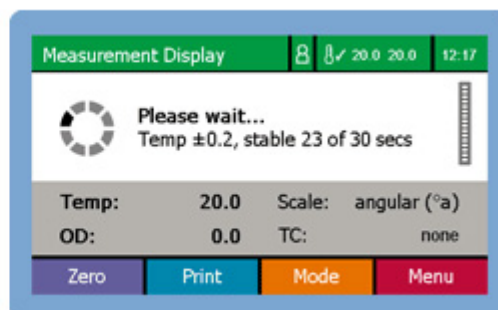 Measurement Display 8 ✓ 20.0 20.0 12:17
Please wait...
Temp ±0.2, stable 23 of 30 secs
Temp: 20.0 Scale: angular (°a)
OD: 0.0 TC: none
Zero Print Mode Menu